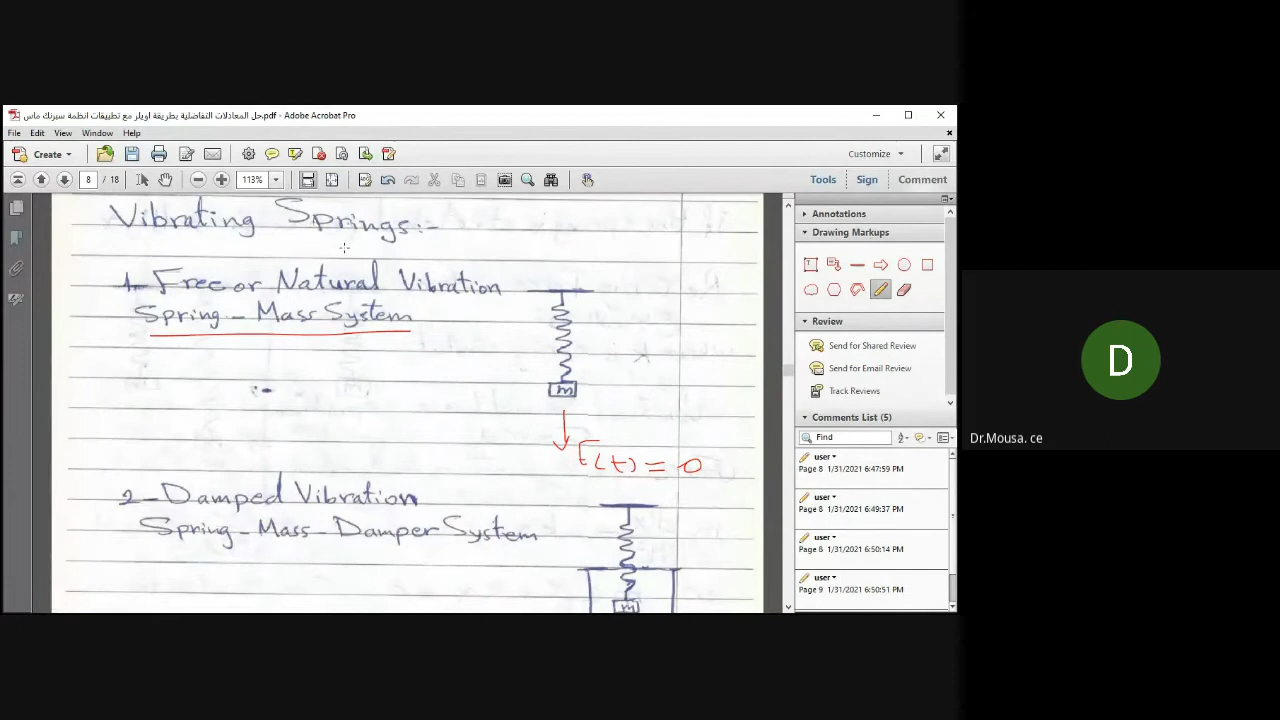 حل المعادلات التفاضلية بطريقة اويلر مع تطبيقات انظمة سبرنك ماس.pdf - Adobe Acrobat Pro
File Edit View Window Help
Create
Customize
8 / 18
113%
Tools Sign Comment
Vibrating Springs:-
1- Free or Natural Vibration
Spring - Mass System
m
F(t) = 0
2- Damped Vibration
Spring - Mass - Damper System
m
Annotations
Drawing Markups
Review
Send for Shared Review
Send for Email Review
Track Reviews
Comments List (5)
Find
user
Page 8 1/31/2021 6:47:59 PM
user
Page 8 1/31/2021 6:49:37 PM
user
Page 8 1/31/2021 6:50:14 PM
user
Page 9 1/31/2021 6:50:51 PM
D
Dr.Mousa. ce